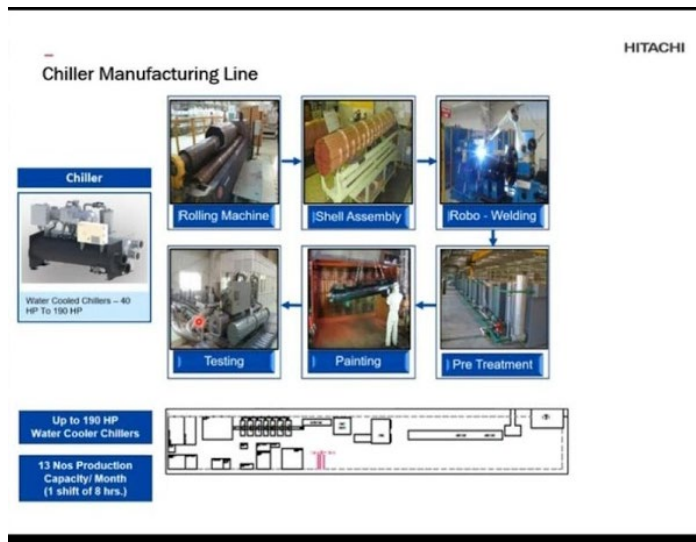 HITACHI
Chiller Manufacturing Line
Chiller
Water Cooled Chillers – 40
HP To 190 HP
Rolling Machine
Shell Assembly
Robo - Welding
Testing
Painting
Pre Treatment
Up to 190 HP
Water Cooler Chillers
13 Nos Production
Capacity/ Month
(1 shift of 8 hrs.)